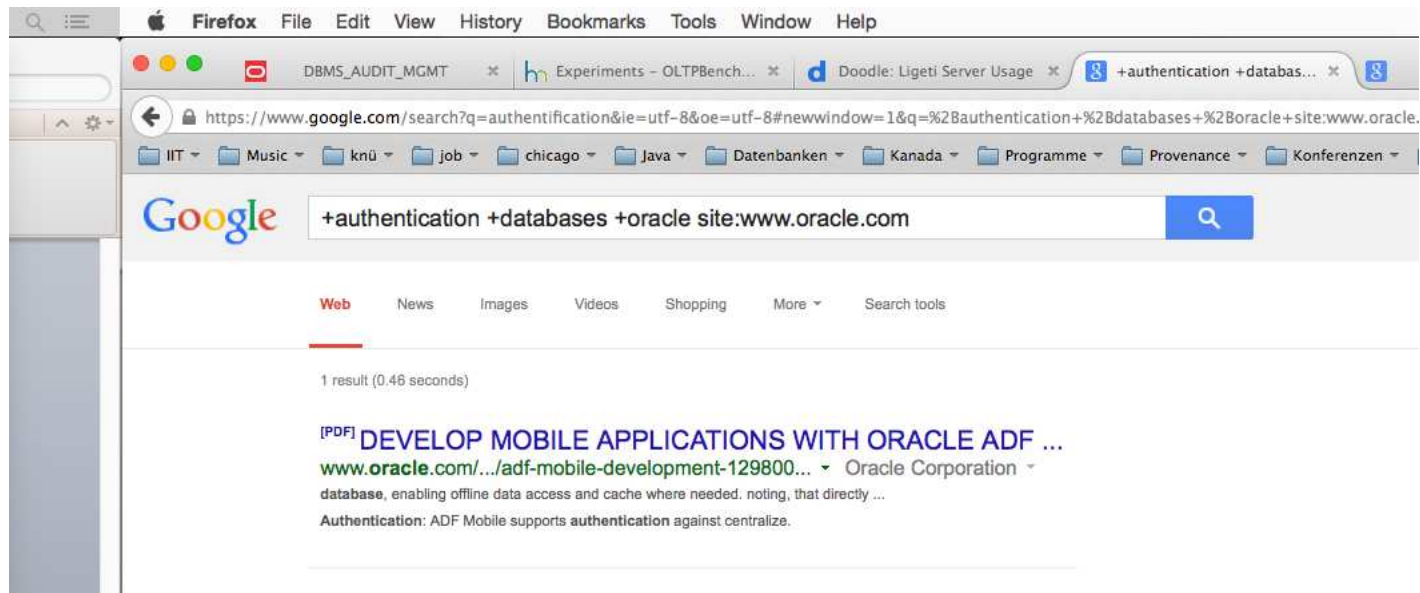 Firefox File Edit View History Bookmarks Tools Window Help
DBMS_AUDIT_MGMT
Experiments - OLTPBench...
Doodle: Ligeti Server Usage
+authentication +databas...
https://www.google.com/search?q=authentification&ie=utf-8&oe=utf-8#newwindow=1&q=%2Bauthentication+%2Bdatabases+%2Boracle+site:www.oracle.
IIT Music knü job chicago Java Datenbanken Kanada Programme Provenance Konferenzen
Google
+authentication +databases +oracle site:www.oracle.com
Web News Images Videos Shopping More Search tools
1 result (0.46 seconds)
[PDF] DEVELOP MOBILE APPLICATIONS WITH ORACLE ADF ...
www.oracle.com/.../adf-mobile-development-129800... Oracle Corporation
database, enabling offline data access and cache where needed. noting, that directly ...
Authentication: ADF Mobile supports authentication against centralize.